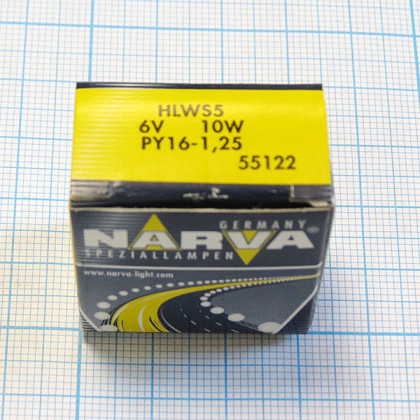 HLWS5
6V 10W
PY16-1,25
55122
GERMANY
NARVA®
SPEZIALLAMPEN
www.narva-light.com